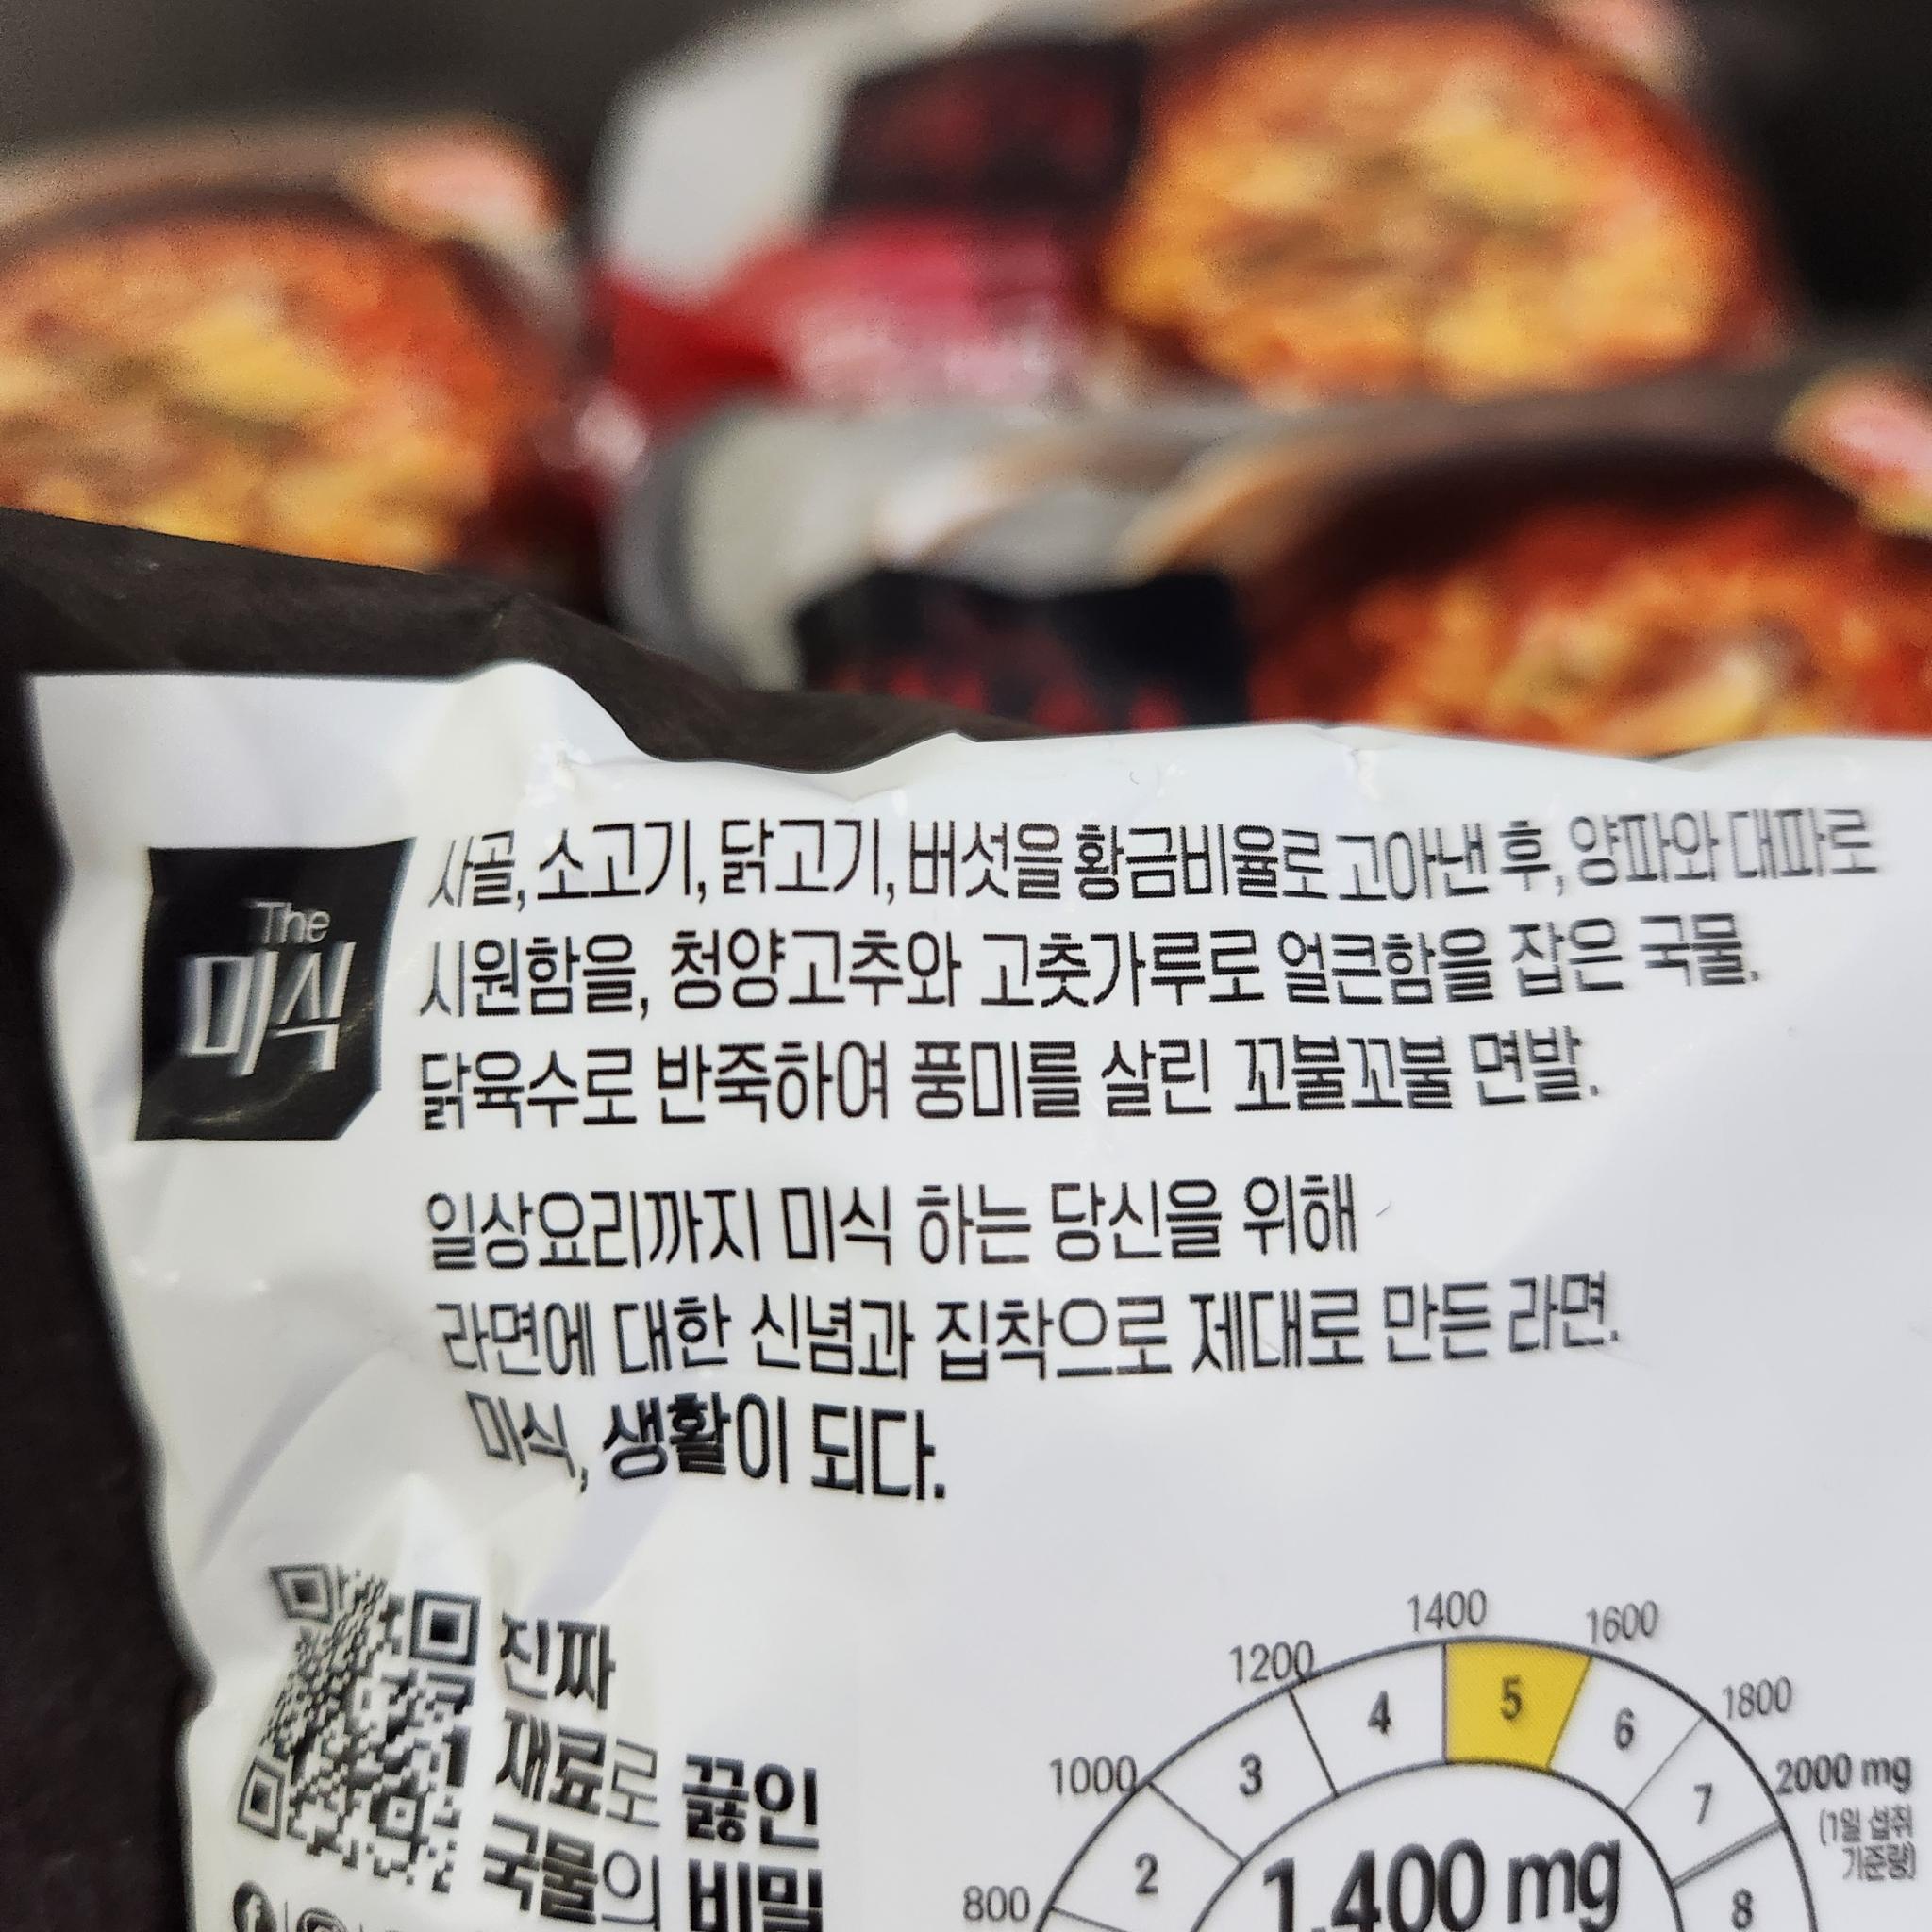 The
미식
사골, 소고기, 닭고기, 버섯을 황금비율로 고아낸 후, 양파와 대파로
시원함을, 청양고추와 고춧가루로 얼큰함을 잡은 국물.
닭육수로 반죽하여 풍미를 살린 꼬불꼬불 면발.
일상요리까지 미식 하는 당신을 위해
라면에 대한 신념과 집착으로 제대로 만든 라면.
미식, 생활이 되다.
진짜
재료로 끓인
국물의 비밀
1400
1600
1200
1800
1000
2000 mg
(1일 섭취
기준량)
800
2
3
4
5
6
7
8
1,400 mg